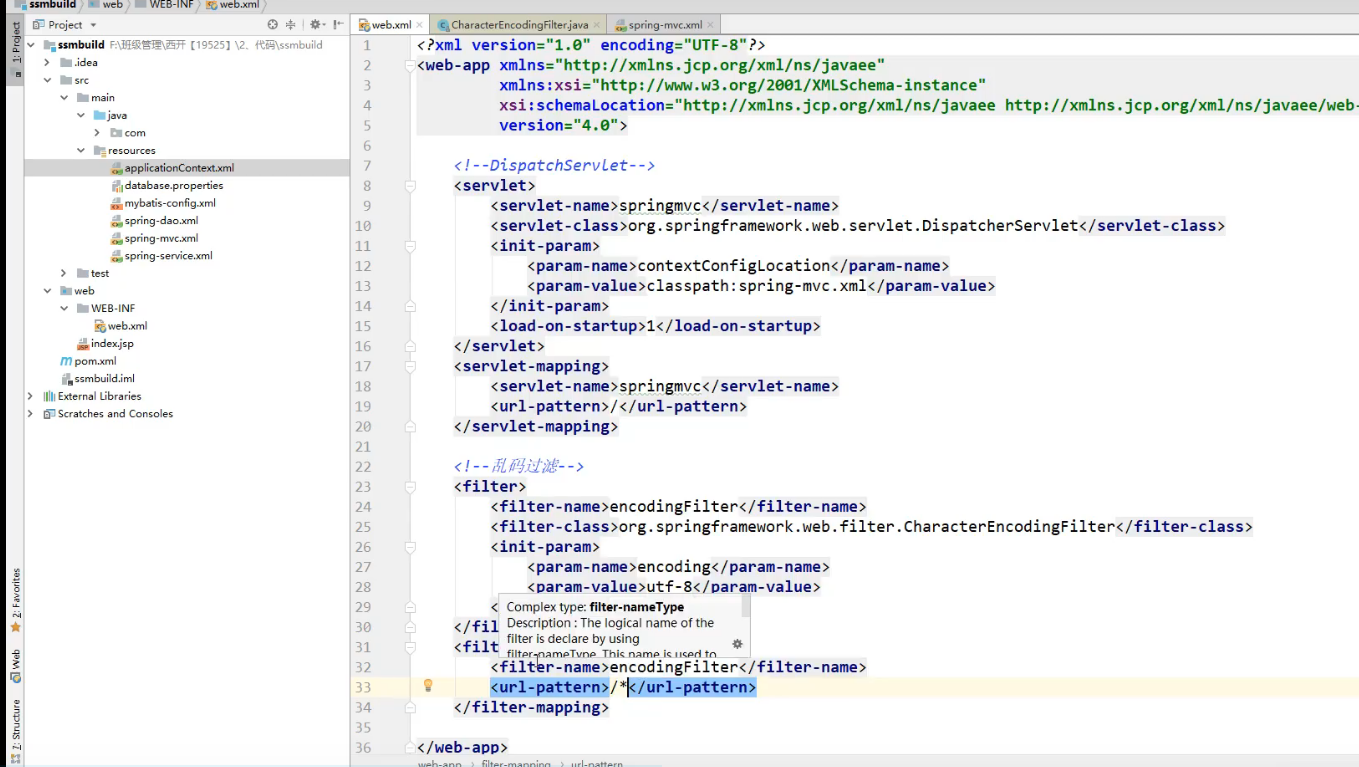 ssmbuild web WEB-INF web.xml
Project
web.xml
CharacterEncodingFilter.java
spring-mvc.xml
1: Project
ssmbuild F:\班级管理\西开【19525】\2、代码\ssmbuild
.idea
src
main
java
com
resources
applicationContext.xml
database.properties
mybatis-config.xml
spring-dao.xml
spring-mvc.xml
spring-service.xml
test
web
WEB-INF
web.xml
index.jsp
pom.xml
ssmbuild.iml
External Libraries
Scratches and Consoles
2: Favorites
Web
7: Structure
1 <?xml version="1.0" encoding="UTF-8"?>
2 <web-app xmlns="http://xmlns.jcp.org/xml/ns/javaee"
3 xmlns:xsi="http://www.w3.org/2001/XMLSchema-instance"
4 xsi:schemaLocation="http://xmlns.jcp.org/xml/ns/javaee http://xmlns.jcp.org/xml/ns/javaee/web-
5 version="4.0">
6
7 <!--DispatchServlet-->
8 <servlet>
9 <servlet-name>springmvc</servlet-name>
10 <servlet-class>org.springframework.web.servlet.DispatcherServlet</servlet-class>
11 <init-param>
12 <param-name>contextConfigLocation</param-name>
13 <param-value>classpath:spring-mvc.xml</param-value>
14 </init-param>
15 <load-on-startup>1</load-on-startup>
16 </servlet>
17 <servlet-mapping>
18 <servlet-name>springmvc</servlet-name>
19 <url-pattern>/</url-pattern>
20 </servlet-mapping>
21
22 <!--乱码过滤-->
23 <filter>
24 <filter-name>encodingFilter</filter-name>
25 <filter-class>org.springframework.web.filter.CharacterEncodingFilter</filter-class>
26 <init-param>
27 <param-name>encoding</param-name>
28 <param-value>utf-8</param-value>
29 <
30 </fil
31 <filt
Complex type: filter-nameType
Description : The logical name of the
filter is declare by using
filter-nameType. This name is used to
32 <filter-name>encodingFilter</filter-name>
33 <url-pattern>/*</url-pattern>
34 </filter-mapping>
35
36 </web-app>
web-app filter-mapping url-pattern